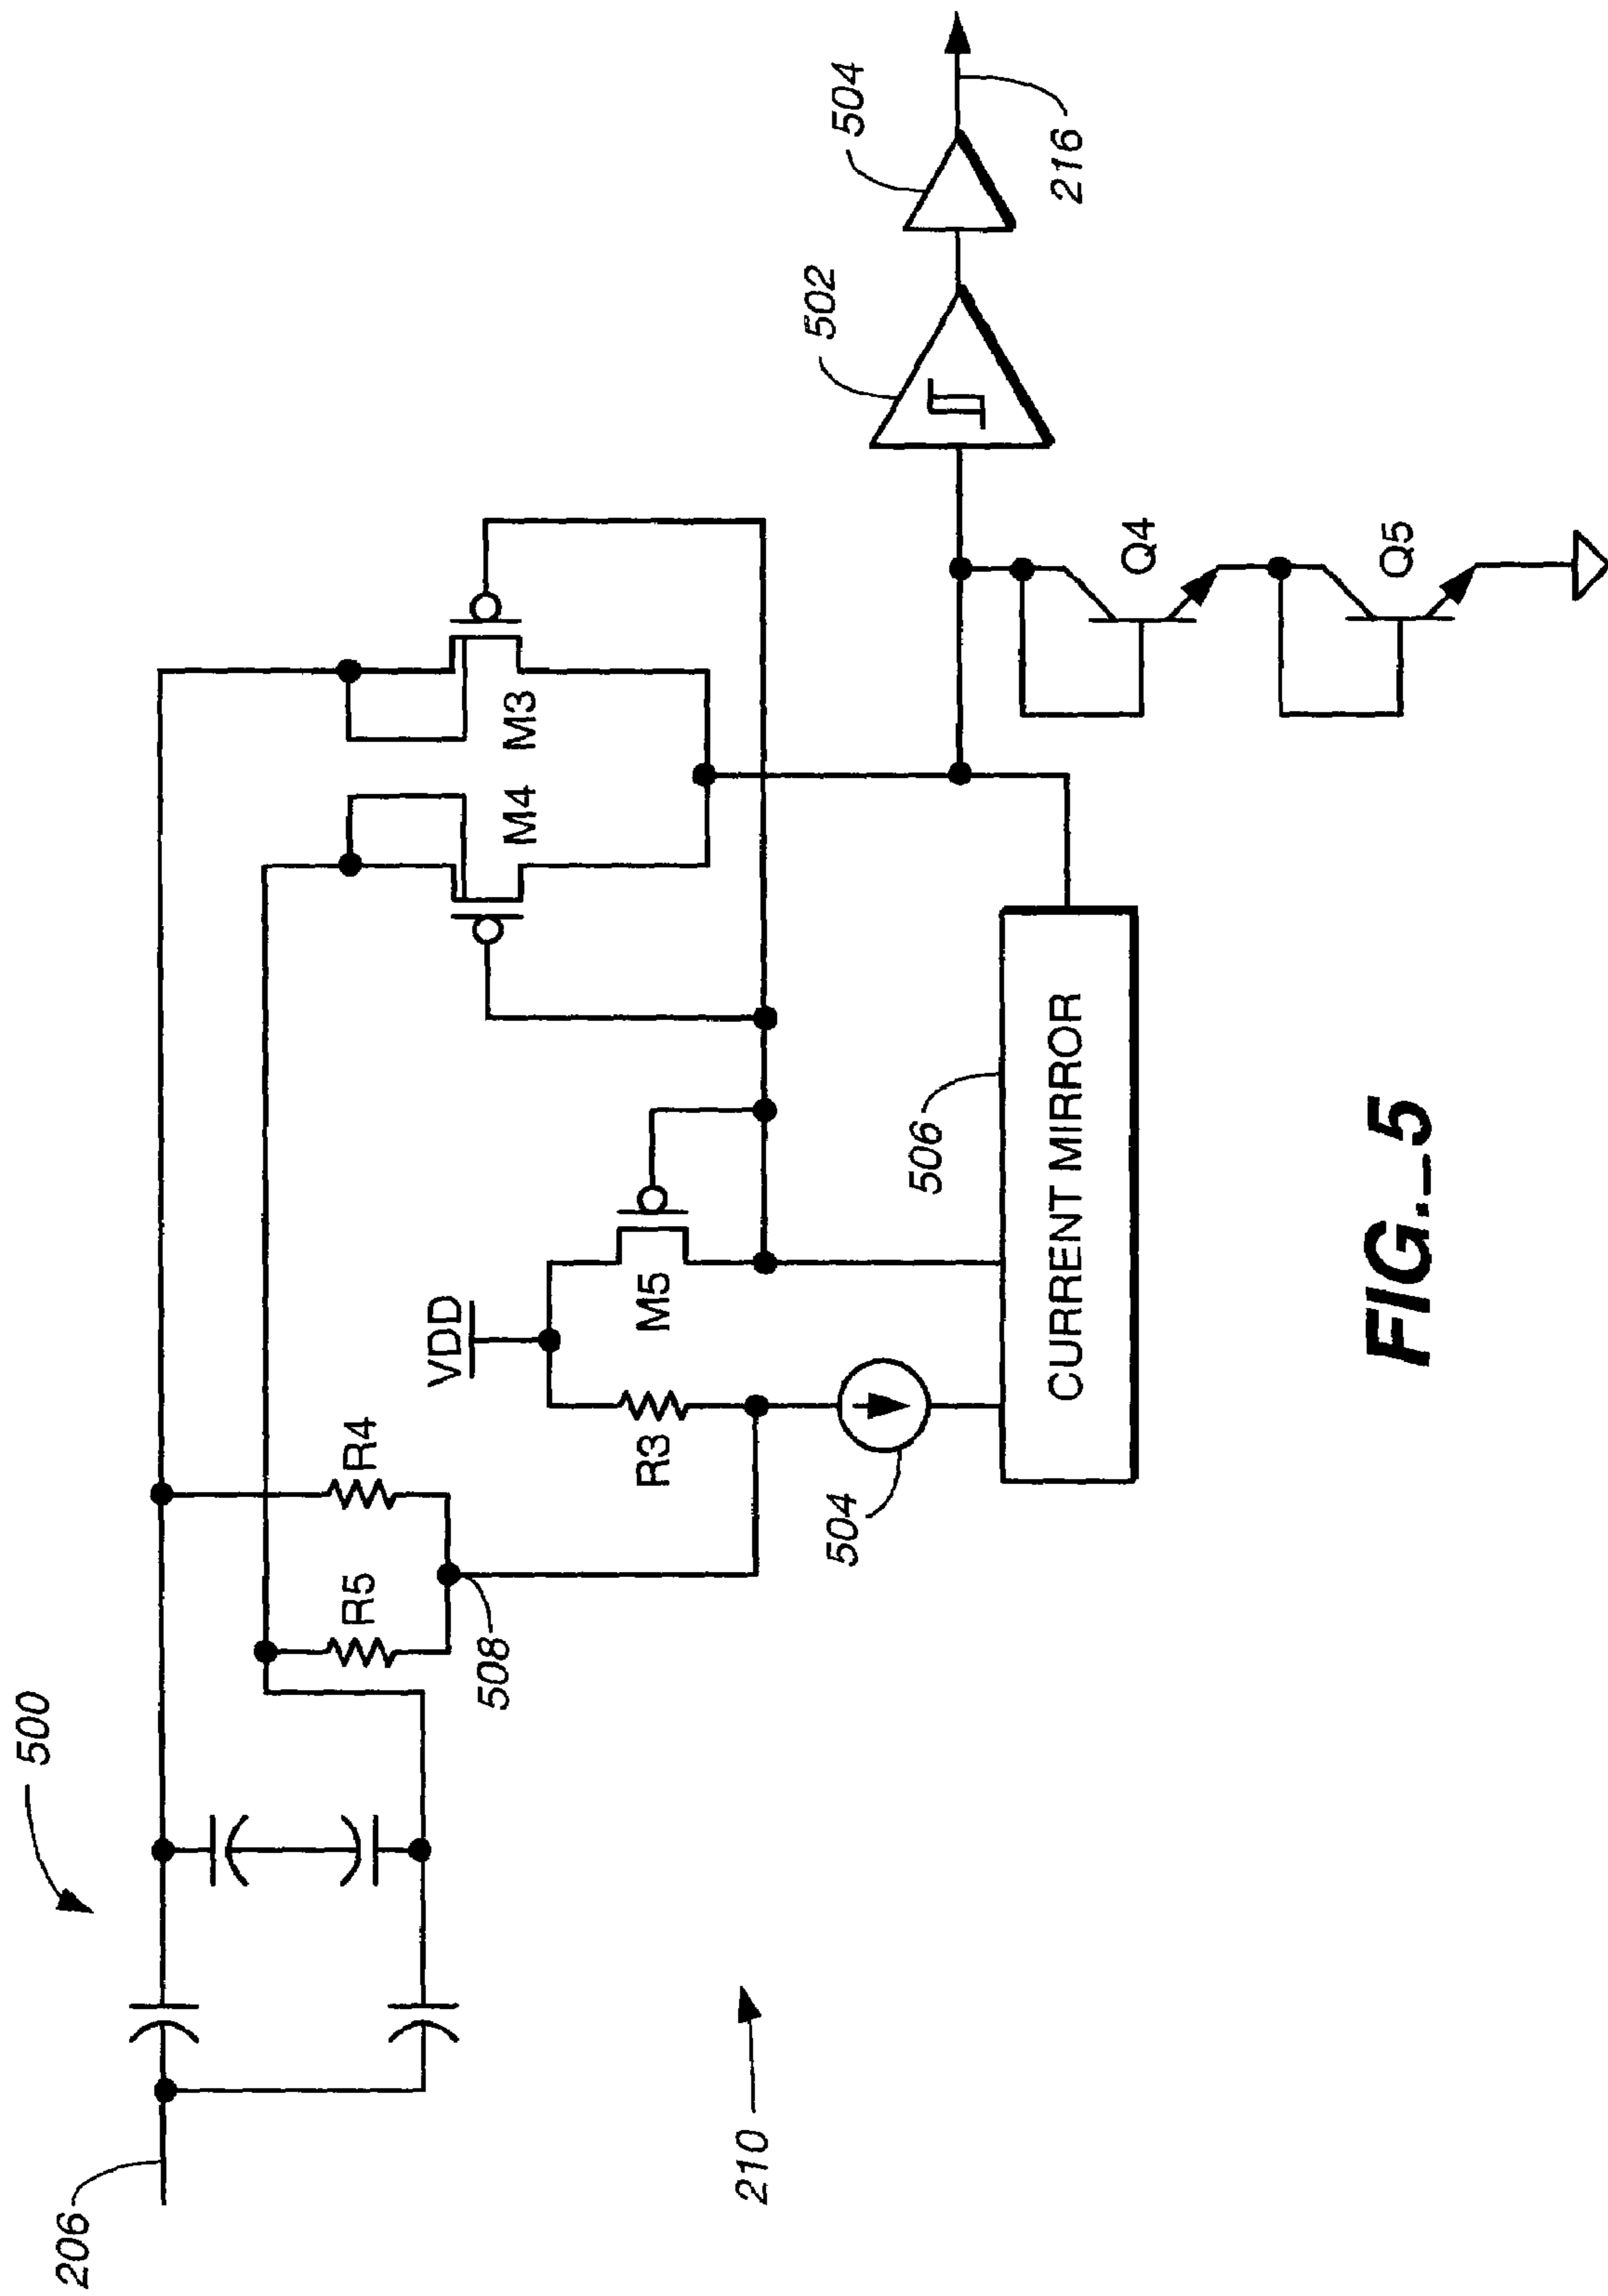 500
206
R5
R4
508
VDD
R3
M5
M4
M3
504
506
CURRENT MIRROR
502
504
216
Q4
Q5
210
FIG._5